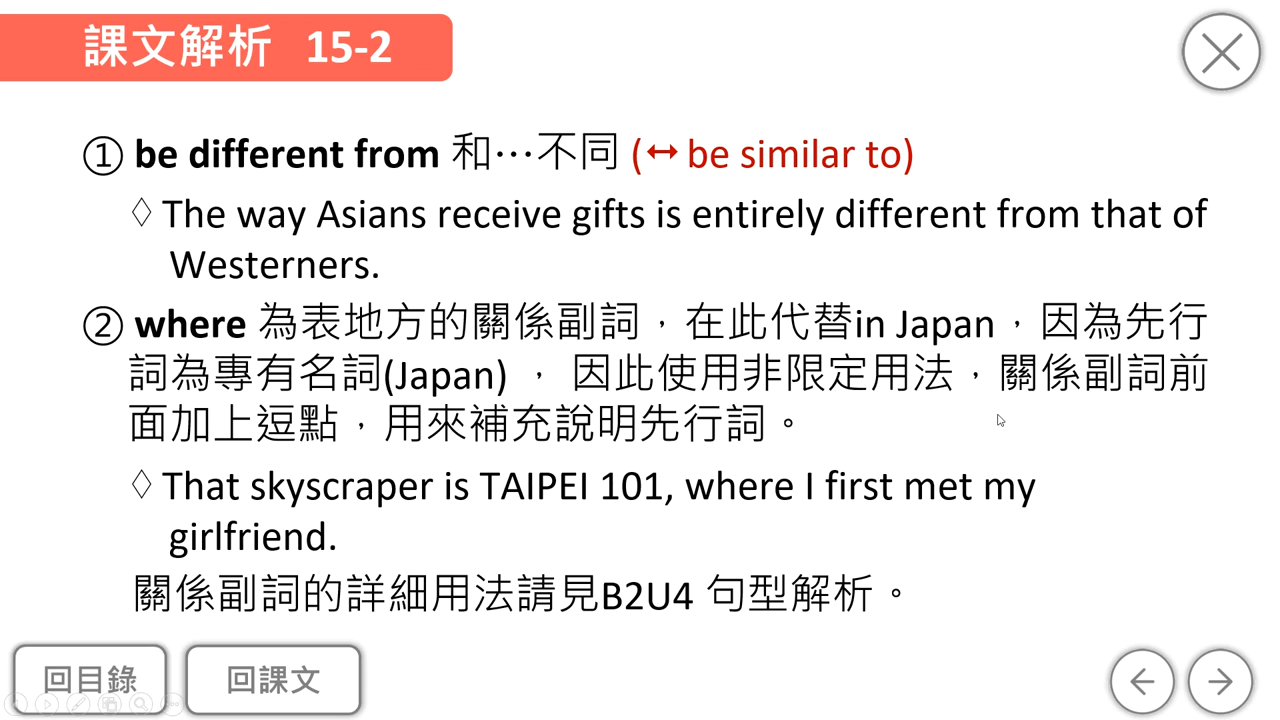 課文解析 15-2
① be different from 和…不同 (↔ be similar to)
◊ The way Asians receive gifts is entirely different from that of
Westerners.
② where 為表地方的關係副詞，在此代替in Japan，因為先行
詞為專有名詞(Japan) ， 因此使用非限定用法，關係副詞前
面加上逗點，用來補充說明先行詞。
◊ That skyscraper is TAIPEI 101, where I first met my
girlfriend.
關係副詞的詳細用法請見B2U4 句型解析。
回目錄 回課文